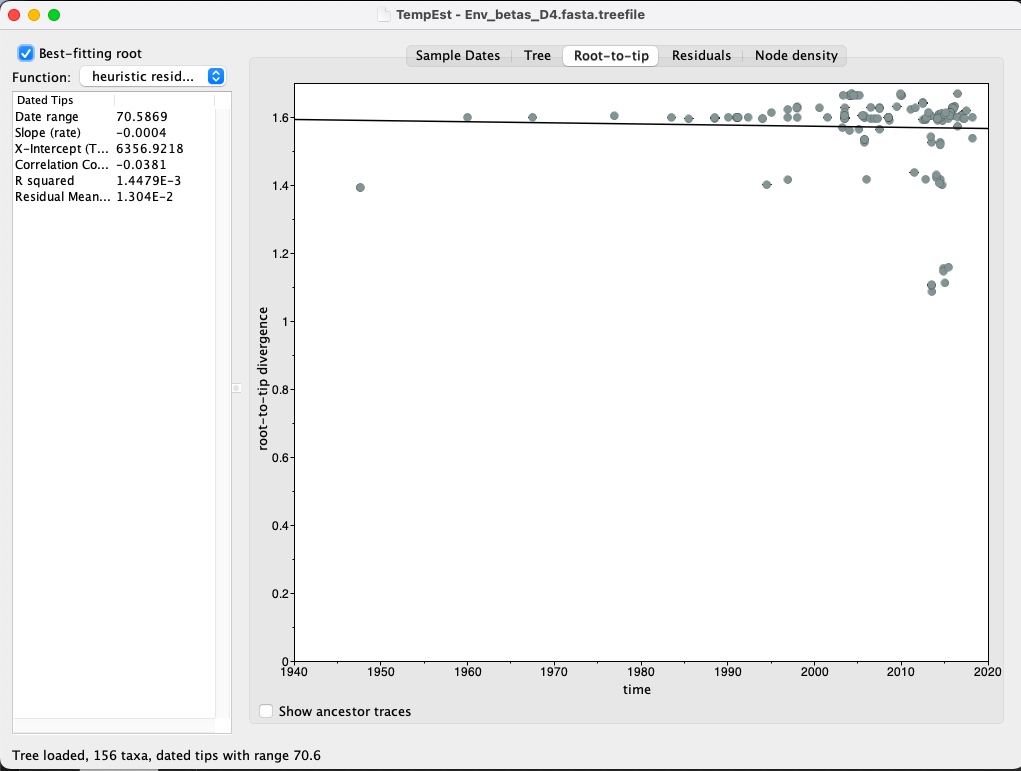 TempEst - Env_betas_D4.fasta.treefile
Best-fitting root
Function: heuristic resid...
Dated Tips
Date range 70.5869
Slope (rate) -0.0004
X-Intercept (T... 6356.9218
Correlation Co... -0.0381
R squared 1.4479E-3
Residual Mean... 1.304E-2
Sample Dates Tree Root-to-tip Residuals Node density
1.6
1.4
1.2
1
0.8
0.6
0.4
0.2
0
root-to-tip divergence
1940 1950 1960 1970 1980 1990 2000 2010 2020
time
Show ancestor traces
Tree loaded, 156 taxa, dated tips with range 70.6